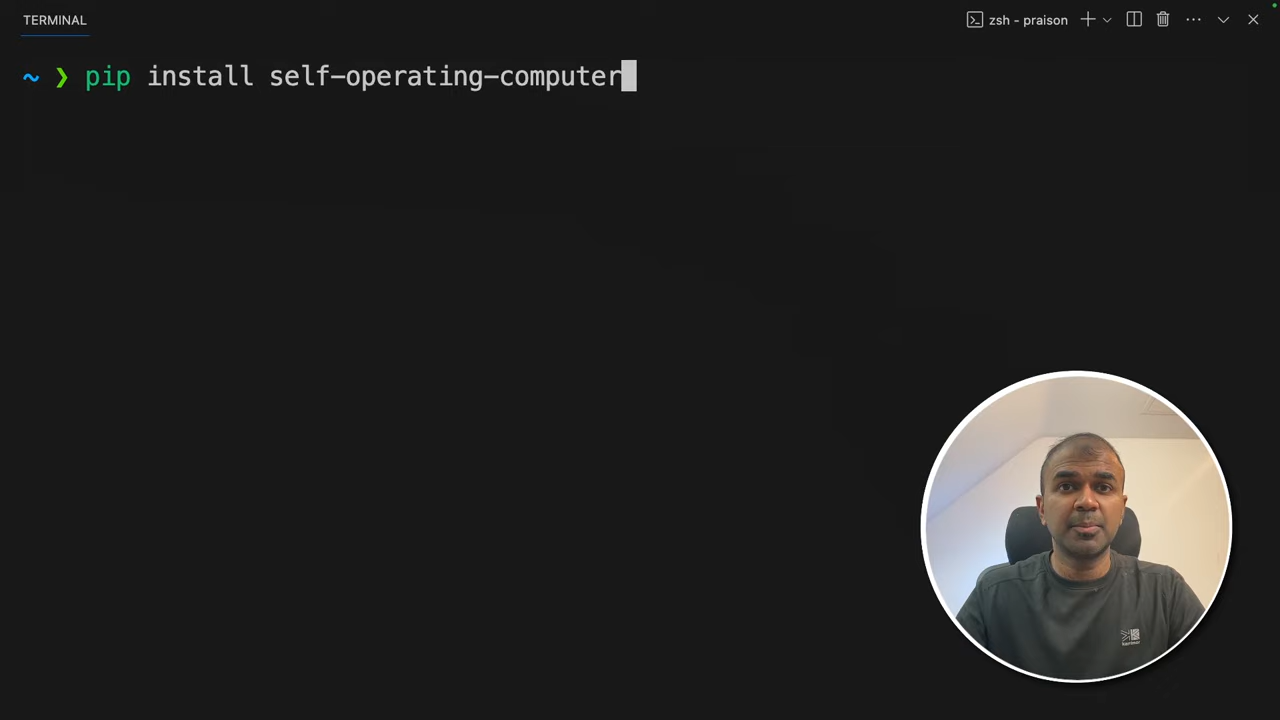 TERMINAL
zsh - praison
~ ❯ pip install self-operating-computer